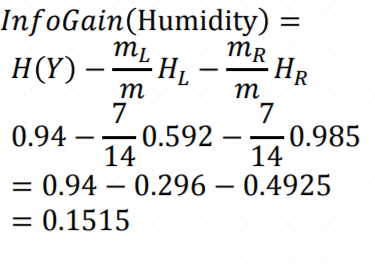 InfoGain(Humidity) =
H(Y) − m_L/m H_L − m_R/m H_R
0.94 − 7/14 0.592 − 7/14 0.985
= 0.94 − 0.296 − 0.4925
= 0.1515